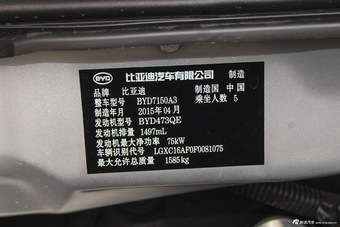 BYD 比亚迪汽车有限公司 制造
品牌 比亚迪 制造国 中国
整车型号 BYD7150A3 乘坐人数 5
制造年月 2015年04月
发动机型号 BYD473QE
发动机排量 1497mL
发动机最大净功率 75kW
车辆识别代号 LGXC16AF0F0081075
最大允许总质量 1585kg